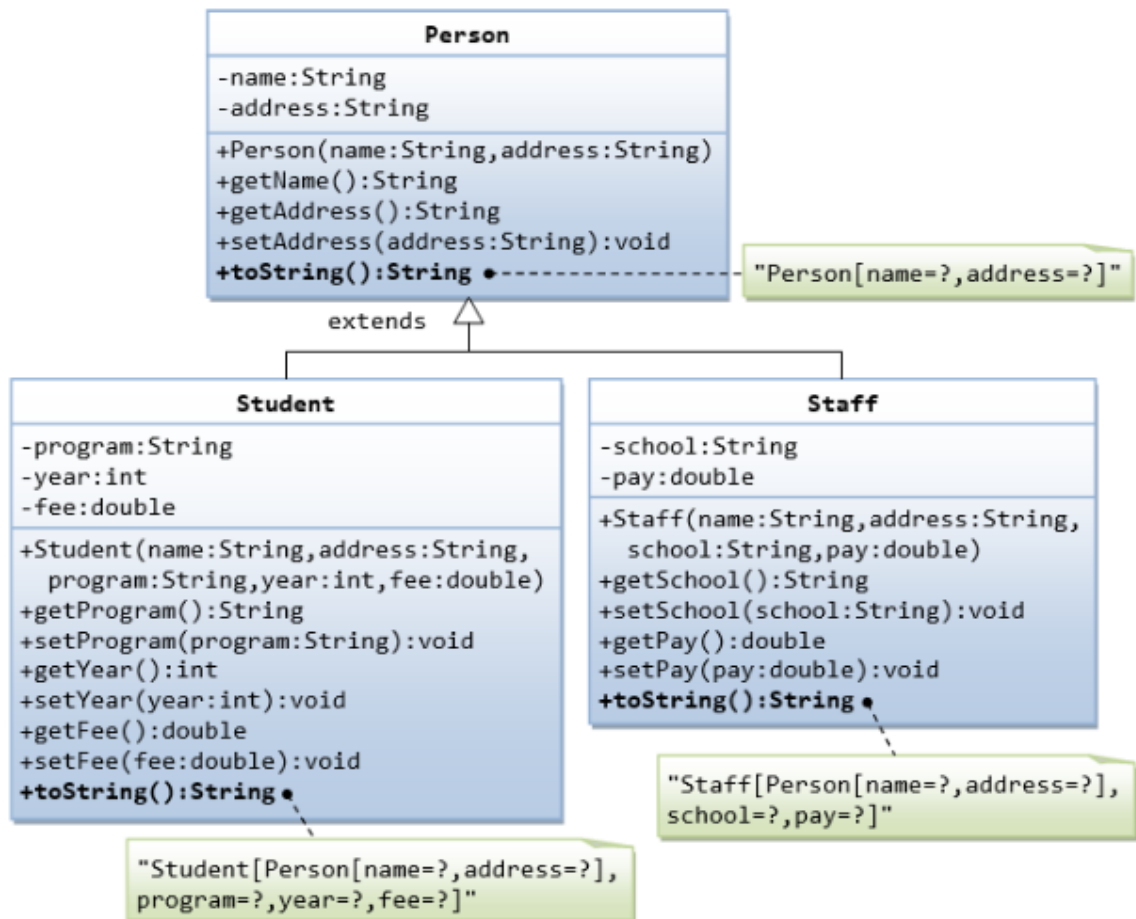 Person
-name:String
-address:String
+Person(name:String,address:String)
+getName():String
+getAddress():String
+setAddress(address:String):void
+toString():String
"Person[name=?,address=?]"
extends
Student
-program:String
-year:int
-fee:double
+Student(name:String,address:String,
program:String,year:int,fee:double)
+getProgram():String
+setProgram(program:String):void
+getYear():int
+setYear(year:int):void
+getFee():double
+setFee(fee:double):void
+toString():String
"Student[Person[name=?,address=?],
program=?,year=?,fee=?]"
Staff
-school:String
-pay:double
+Staff(name:String,address:String,
school:String,pay:double)
+getSchool():String
+setSchool(school:String):void
+getPay():double
+setPay(pay:double):void
+toString():String
"Staff[Person[name=?,address=?],
school=?,pay=?]"